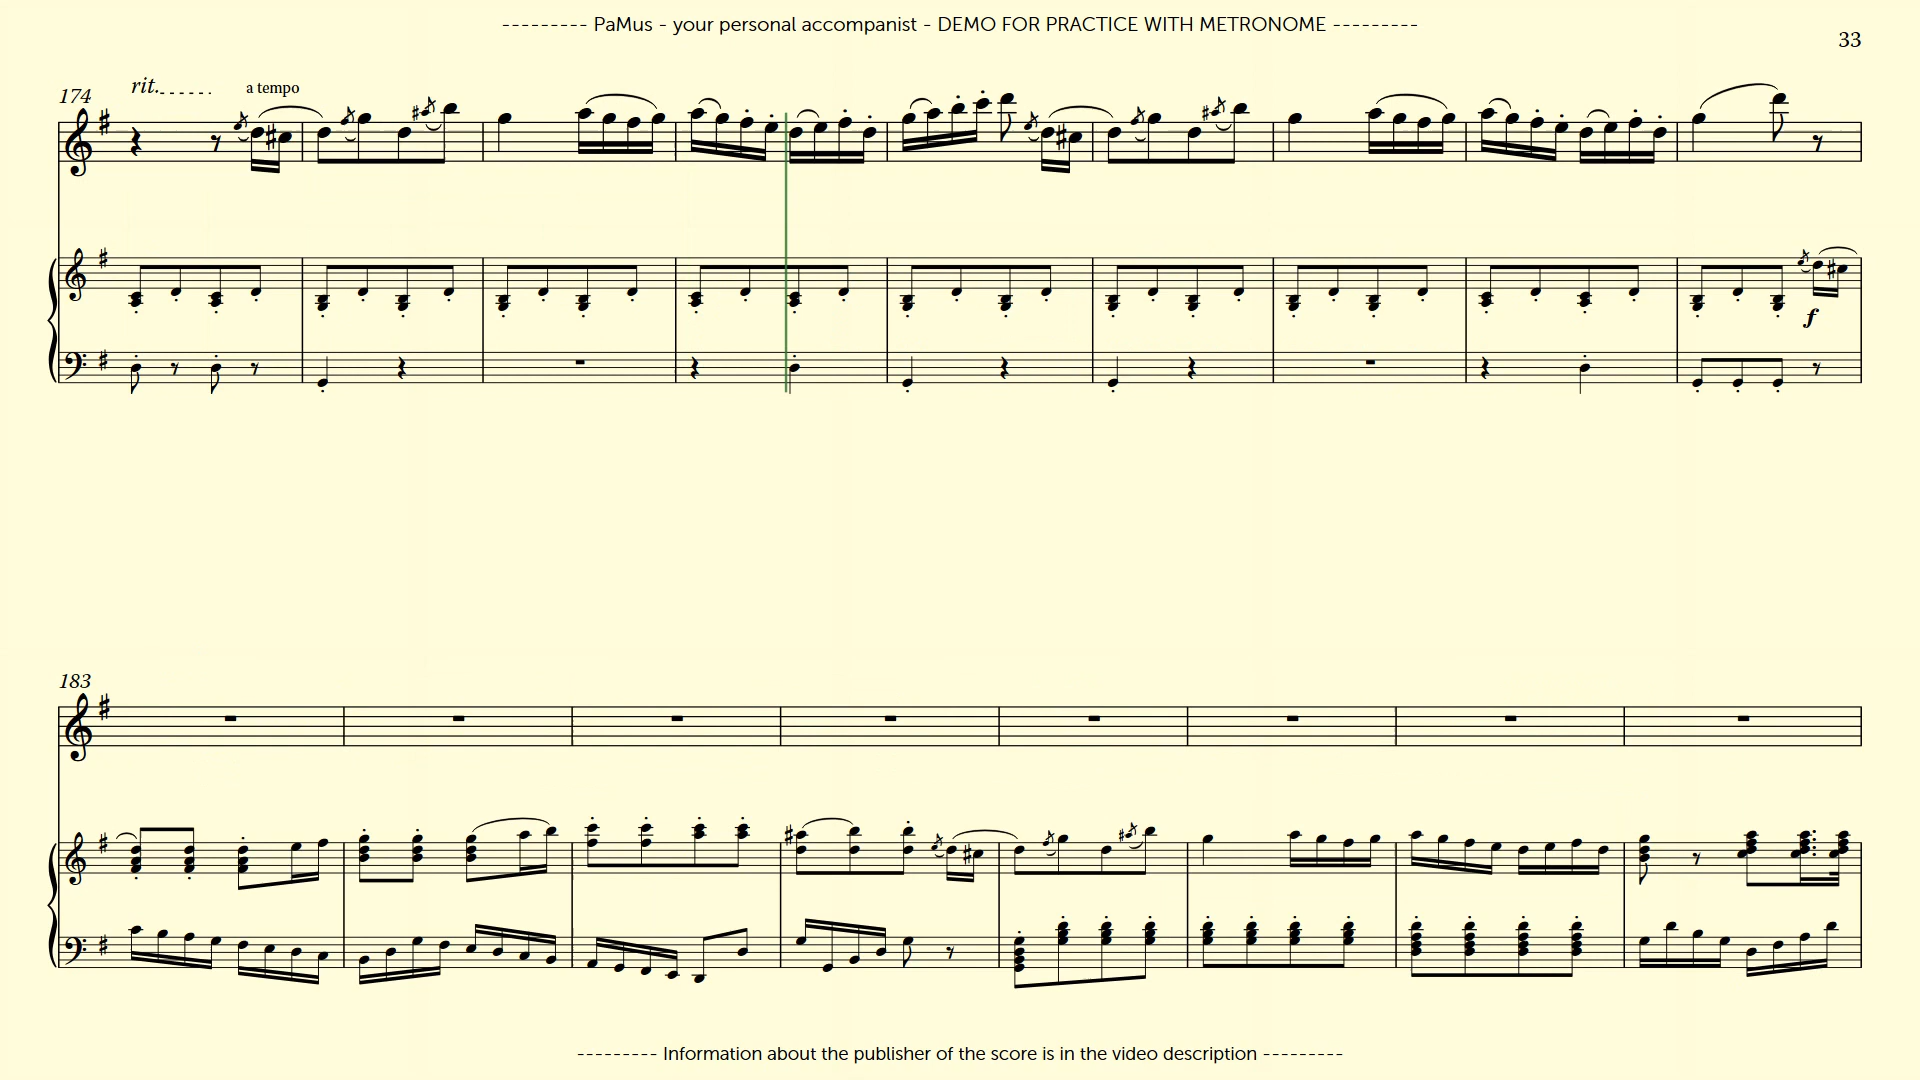 --------- PaMus - your personal accompanist - DEMO FOR PRACTICE WITH METRONOME ---------
33
174
rit.
a tempo
f
183
--------- Information about the publisher of the score is in the video description ---------